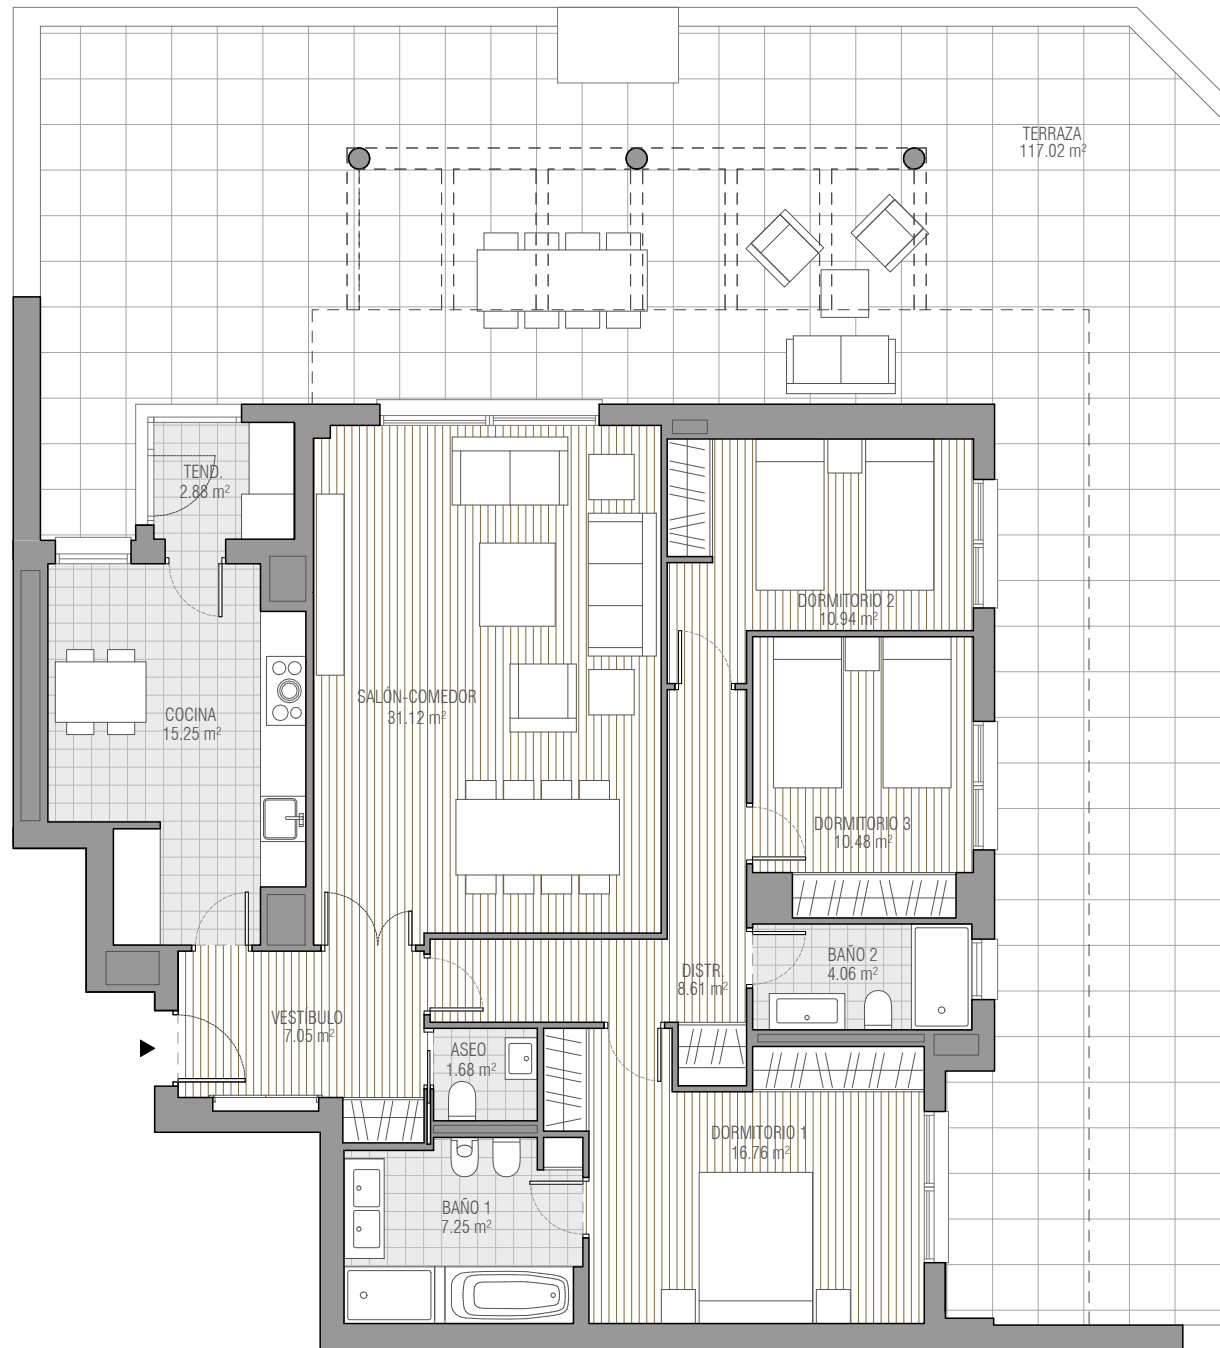 TERRAZA
117.02 m²
TEND.
2.88 m²
DORMITORIO 2
10.94 m²
SALÓN-COMEDOR
31.12 m²
COCINA
15.25 m²
DORMITORIO 3
10.48 m²
BAÑO 2
4.06 m²
DISTR.
8.61 m²
VESTÍBULO
7.05 m²
ASEO
1.68 m²
DORMITORIO 1
16.76 m²
BAÑO 1
7.25 m²